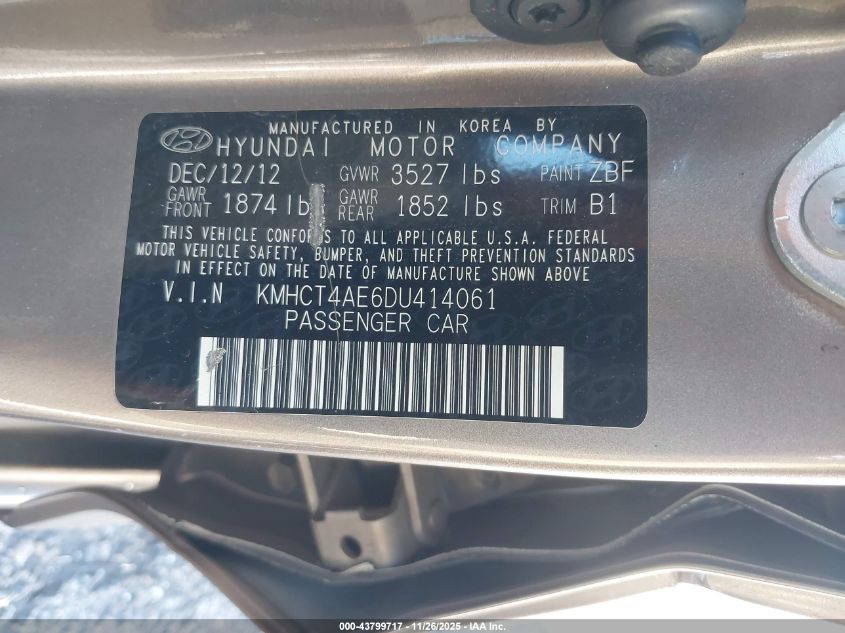 MANUFACTURED IN KOREA BY
HYUNDAI MOTOR COMPANY
DEC/12/12 GVWR 3527 lbs PAINT ZBF
GAWR FRONT 1874 lb GAWR REAR 1852 lbs TRIM B1
THIS VEHICLE CONFORMS TO ALL APPLICABLE U.S.A. FEDERAL
MOTOR VEHICLE SAFETY, BUMPER, AND THEFT PREVENTION STANDARDS
IN EFFECT ON THE DATE OF MANUFACTURE SHOWN ABOVE
V.I.N KMHCT4AE6DU414061
PASSENGER CAR
000-43799717 - 11/26/2025 - IAA Inc.